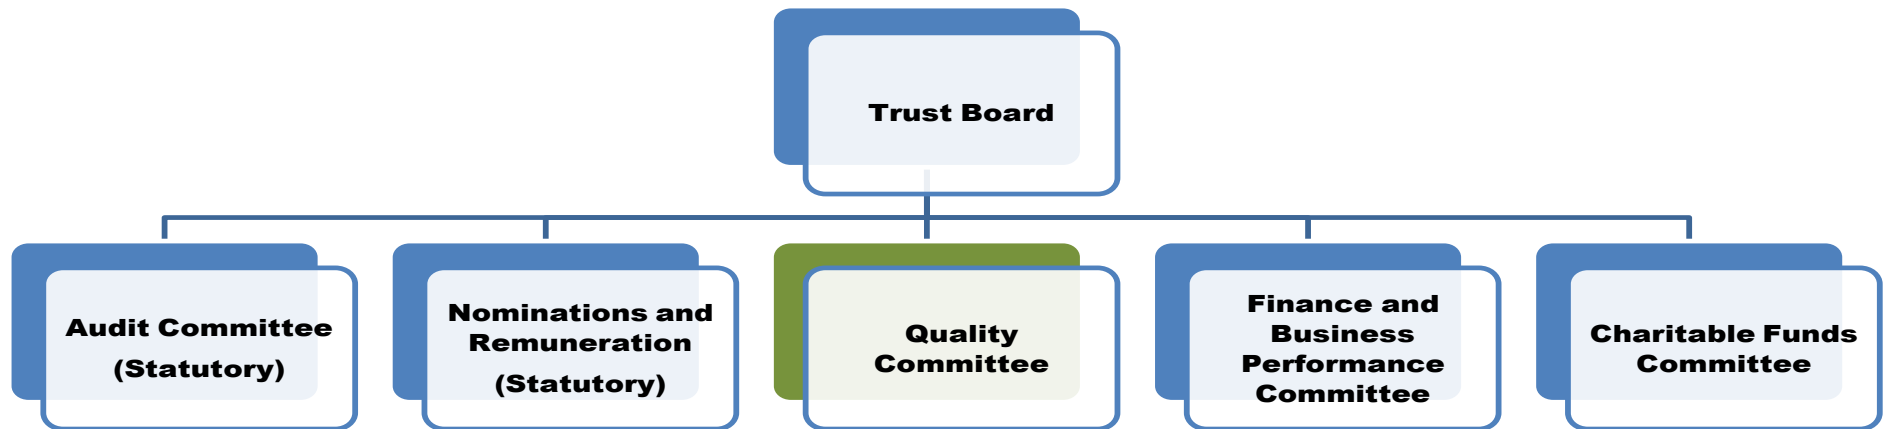 Trust Board
Audit Committee
(Statutory)
Nominations and
Remuneration
(Statutory)
Quality
Committee
Finance and
Business
Performance
Committee
Charitable Funds
Committee